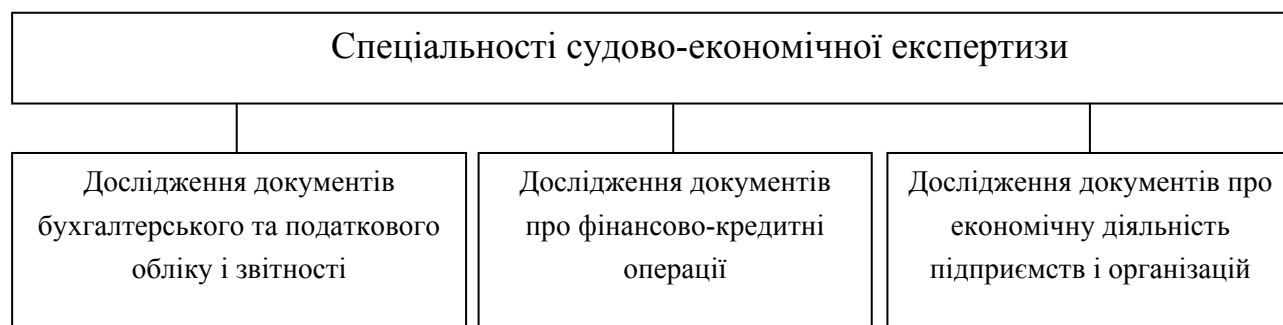 Спеціальності судово-економічної експертизи
Дослідження документів
бухгалтерського та податкового
обліку і звітності
Дослідження документів
про фінансово-кредитні
операції
Дослідження документів про
економічну діяльність
підприємств і організацій